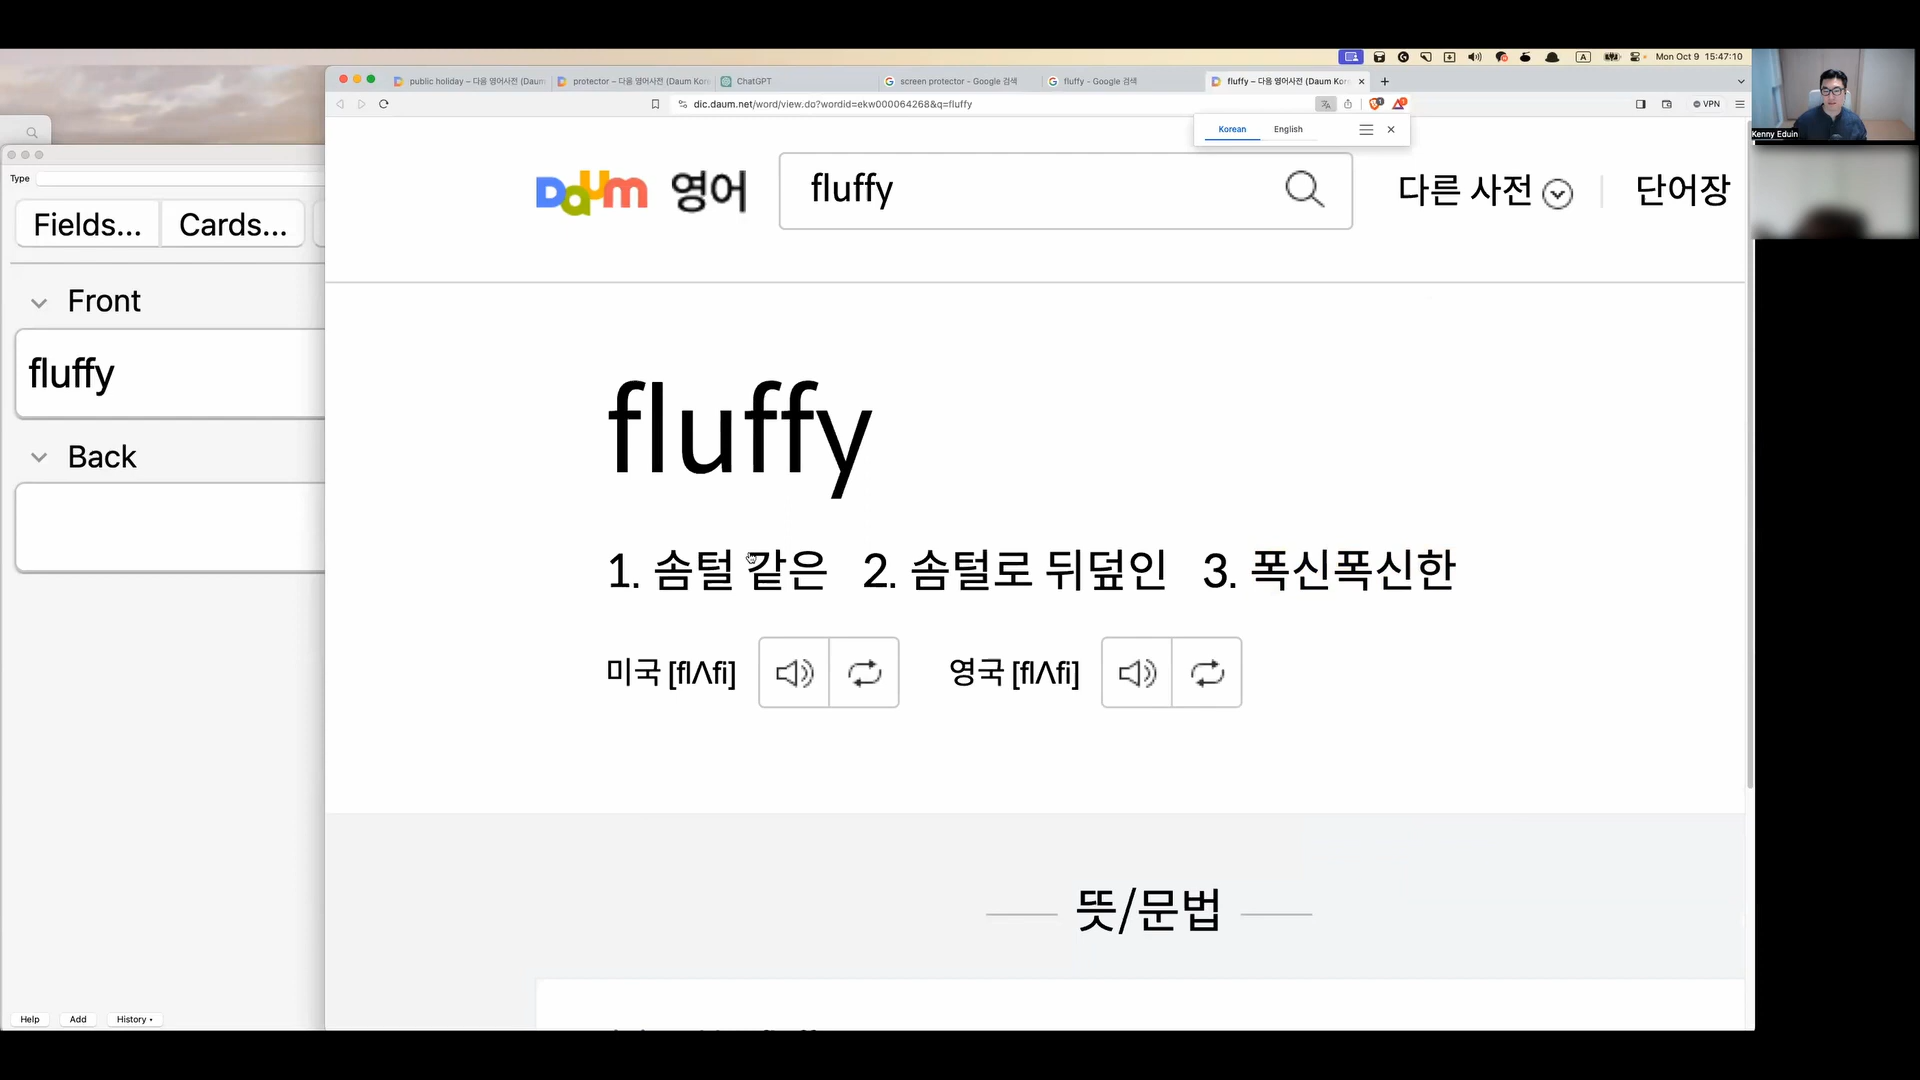 Mon Oct 9 15:47:10
public holiday – 다음 영어사전 (Daum
protector – 다음 영어사전 (Daum Kor
ChatGPT
screen protector - Google 검색
fluffy - Google 검색
fluffy – 다음 영어사전 (Daum Kor
dic.daum.net/word/view.do?wordid=ekw000064268&q=fluffy
VPN
Korean English
Kenny Eduin
Type
Fields... Cards...
Front
fluffy
Back
Help Add History
Daum 영어 fluffy 다른 사전 단어장
fluffy
1. 솜털 같은 2. 솜털로 뒤덮인 3. 폭신폭신한
미국 [flʌfi] 영국 [flʌfi]
뜻/문법